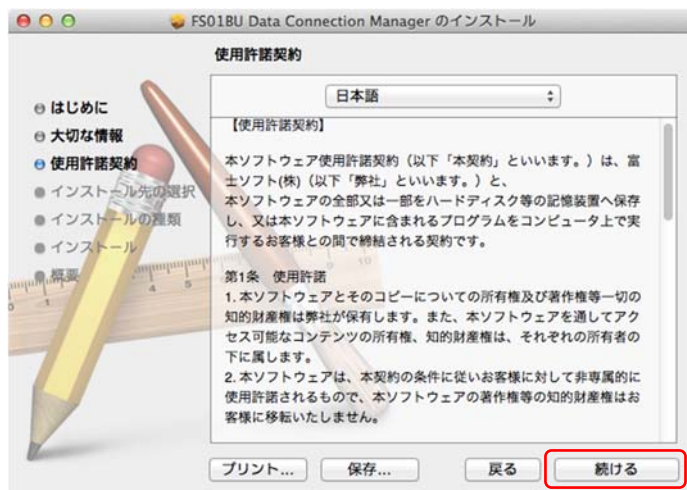 FS01BU Data Connection Manager のインストール
使用許諾契約
はじめに
大切な情報
使用許諾契約
インストール先の選択
インストールの種類
インストール
概要
日本語
【使用許諾契約】
本ソフトウェア使用許諾契約（以下「本契約」といいます。）は、富
士ソフト(株)（以下「弊社」といいます。）と、
本ソフトウェアの全部又は一部をハードディスク等の記憶装置へ保存
し、又は本ソフトウェアに含まれるプログラムをコンピュータ上で実
行するお客様との間で締結される契約です。
第1条　使用許諾
1. 本ソフトウェアとそのコピーについての所有権及び著作権等一切の
知的財産権は弊社が保有します。また、本ソフトウェアを通してアク
セス可能なコンテンツの所有権、知的財産権は、それぞれの所有者の
下に属します。
2. 本ソフトウェアは、本契約の条件に従いお客様に対して非専属的に
使用許諾されるもので、本ソフトウェアの著作権等の知的財産権はお
客様に移転いたしません。
プリント...
保存...
戻る
続ける